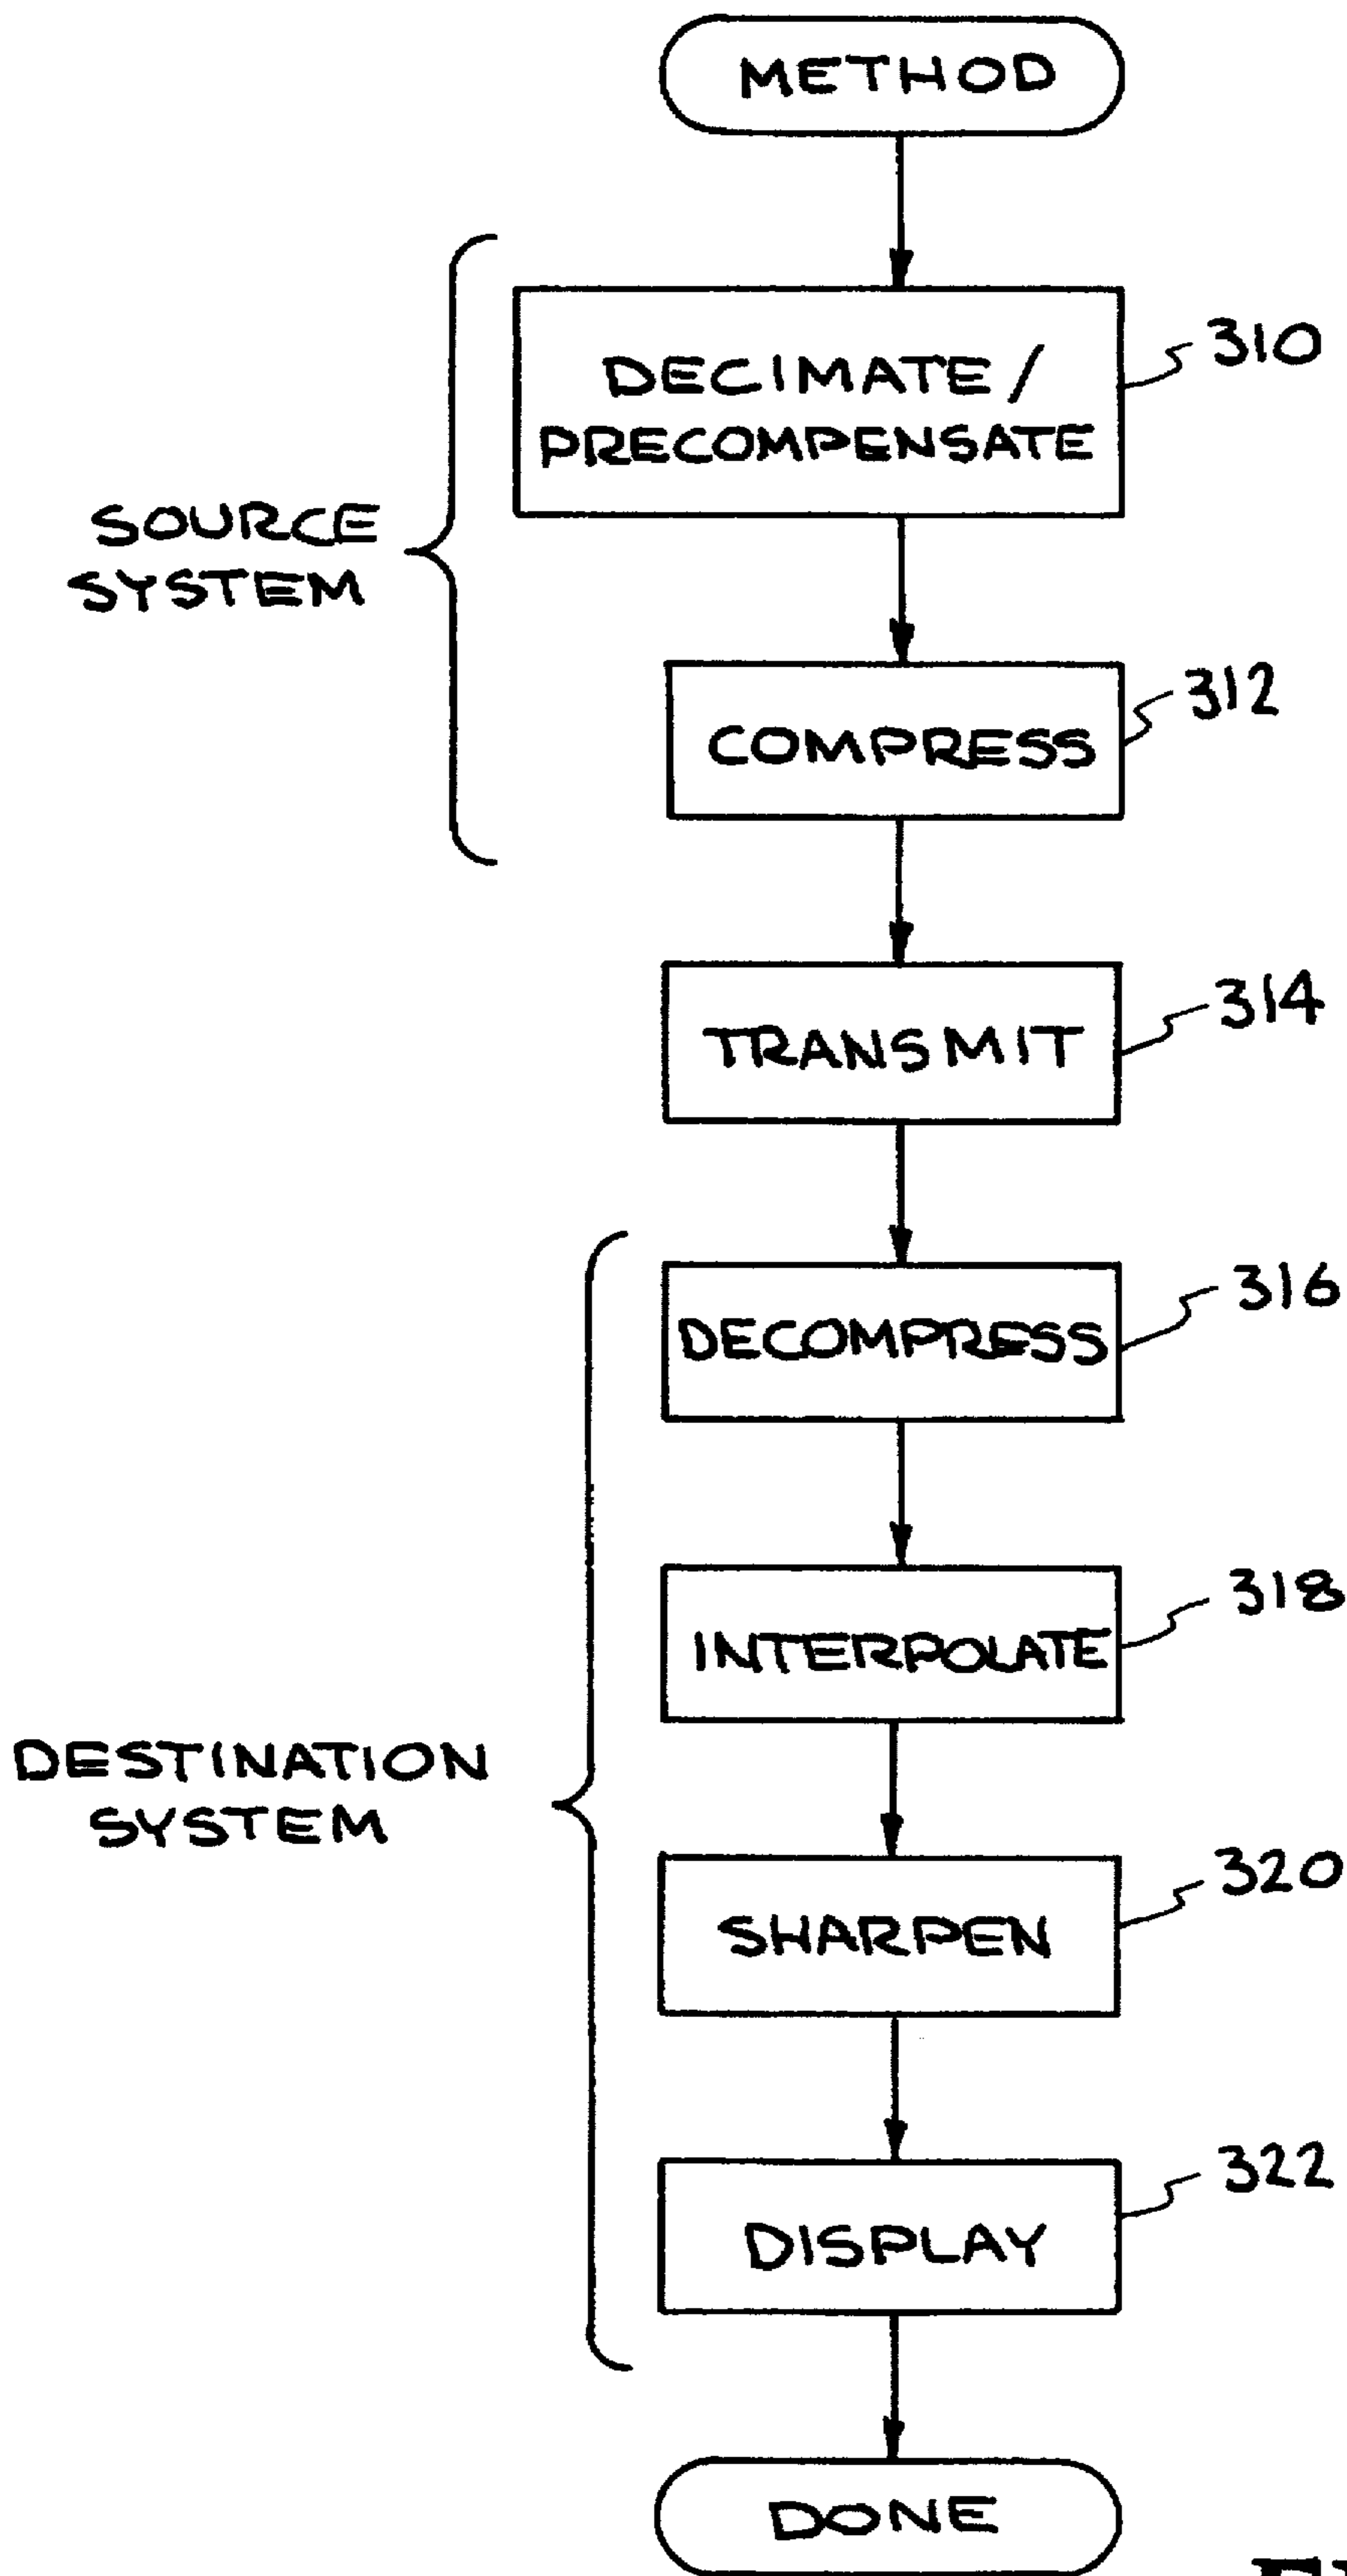 METHOD
DECIMATE/
PRECOMPENSATE
310
SOURCE
SYSTEM
COMPRESS
312
TRANSMIT
314
DECOMPRESS
316
INTERPOLATE
318
DESTINATION
SYSTEM
SHARPEN
320
DISPLAY
322
DONE